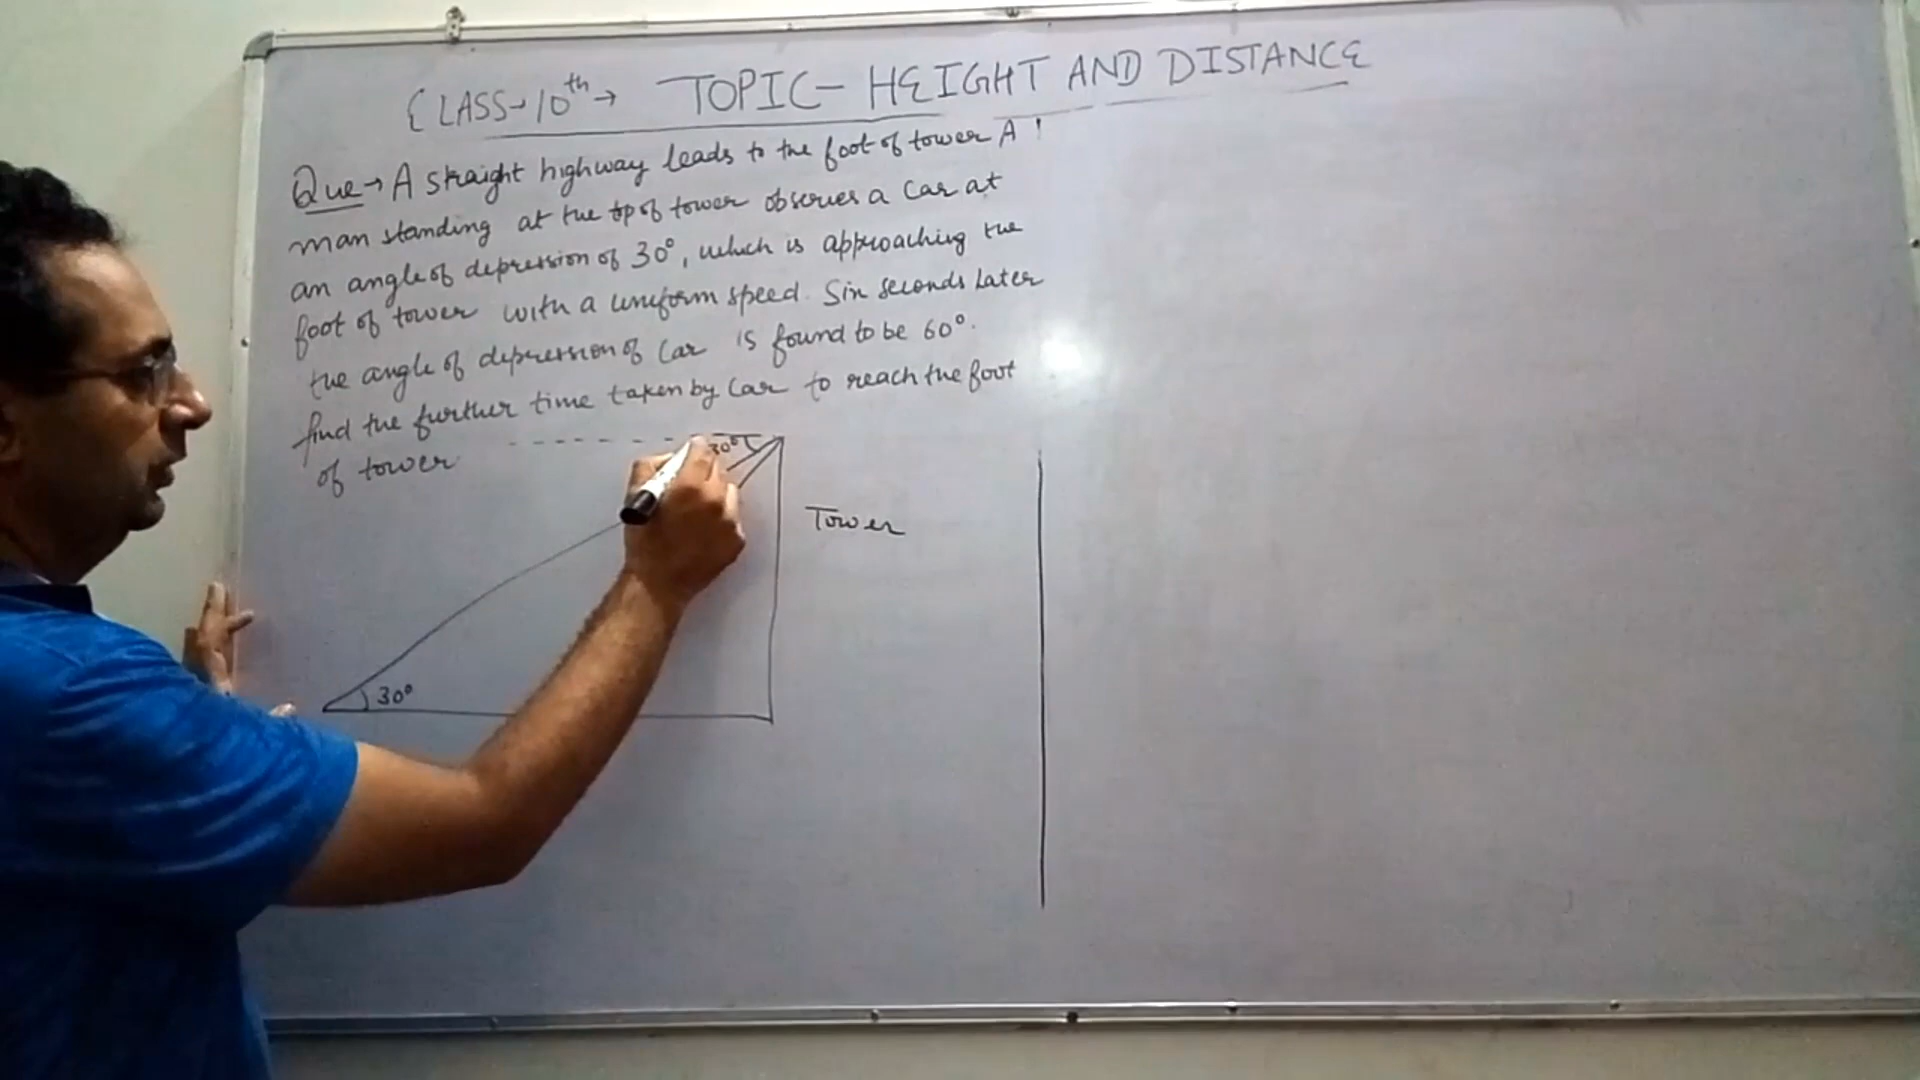 CLASS→10th→ TOPIC- HEIGHT AND DISTANCE
Que→ A straight highway leads to the foot of tower A
man standing at the top of tower observes a Car at
an angle of depression of 30°, which is approaching the
foot of tower with a uniform speed. Six seconds Later
the angle of depression of Car is found to be 60°.
find the further time taken by Car to reach the foot
of tower
30°
Tower
30°